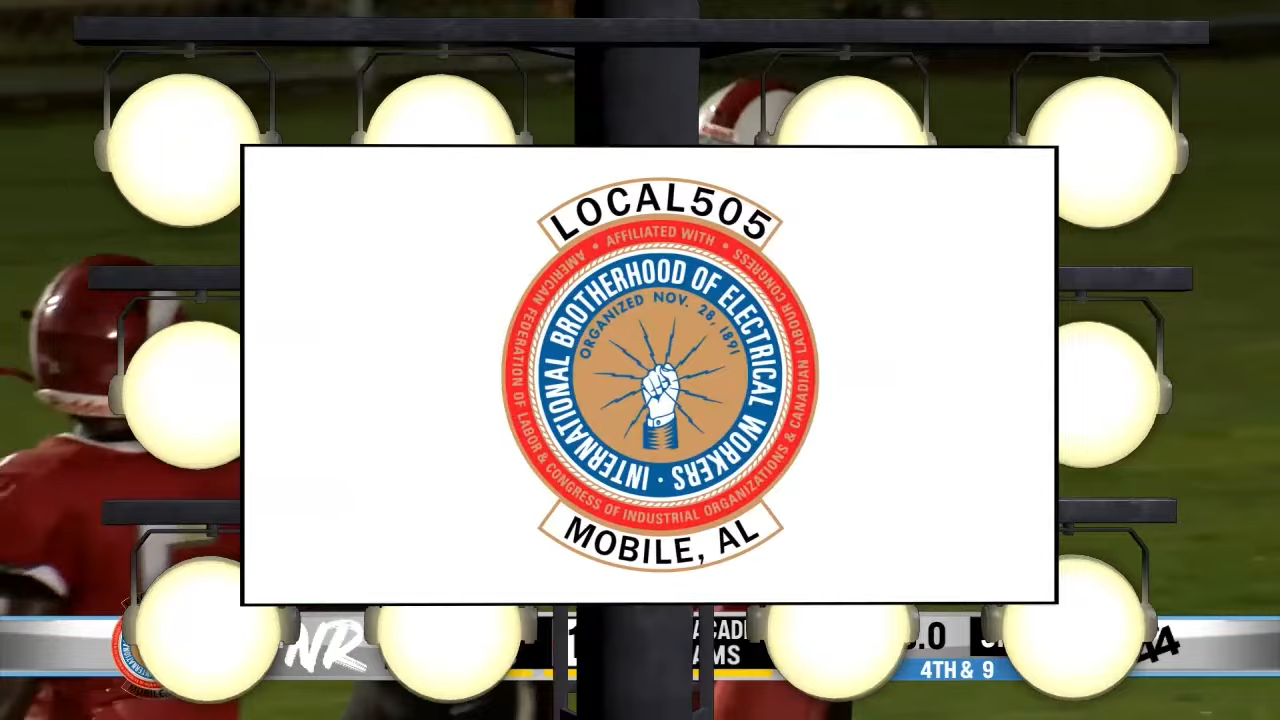 LOCAL505
• AFFILIATED WITH •
AMERICAN FEDERATION OF LABOR & CONGRESS OF INDUSTRIAL ORGANIZATIONS & CANADIAN LABOUR CONGRESS
INTERNATIONAL BROTHERHOOD OF ELECTRICAL WORKERS •
ORGANIZED NOV. 28, 1891
MOBILE, AL
4TH & 9